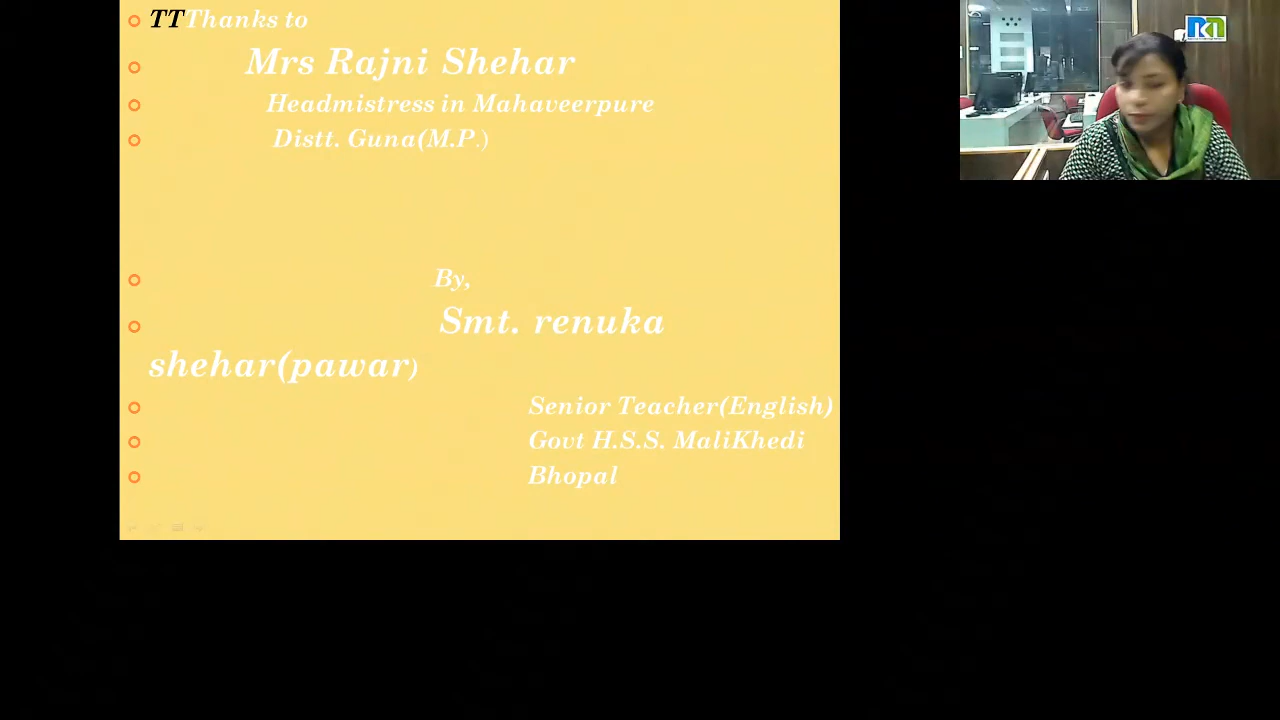 TTThanks to
Mrs Rajni Shehar
Headmistress in Mahaveerpure
Distt. Guna(M.P.)
By,
Smt. renuka
shehar(pawar)
Senior Teacher(English)
Govt H.S.S. MaliKhedi
Bhopal